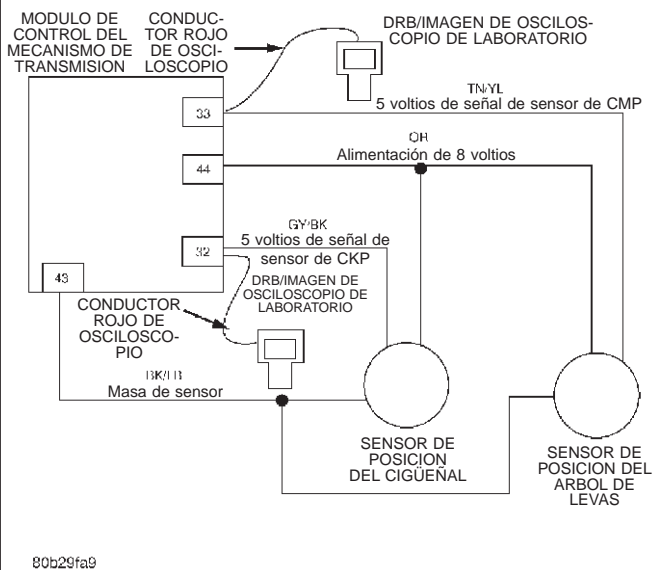 MODULO DE
CONTROL DEL
MECANISMO DE
TRANSMISION
CONDUC-
TOR ROJO
DE OSCI-
LOSCOPIO
DRB/IMAGEN DE OSCILOS-
COPIO DE LABORATORIO
33
TN/YL
5 voltios de señal de sensor de CMP
OR
Alimentación de 8 voltios
44
GY/BK
5 voltios de señal de
sensor de CKP
32
43
DRB/IMAGEN DE
OSCILOSCOPIO DE
LABORATORIO
CONDUCTOR
ROJO DE
OSCILOSCO-
PIO
BK/LB
Masa de sensor
SENSOR DE
POSICION
DEL CIGÜEÑAL
SENSOR DE
POSICION DEL
ARBOL DE
LEVAS
80b29fa9